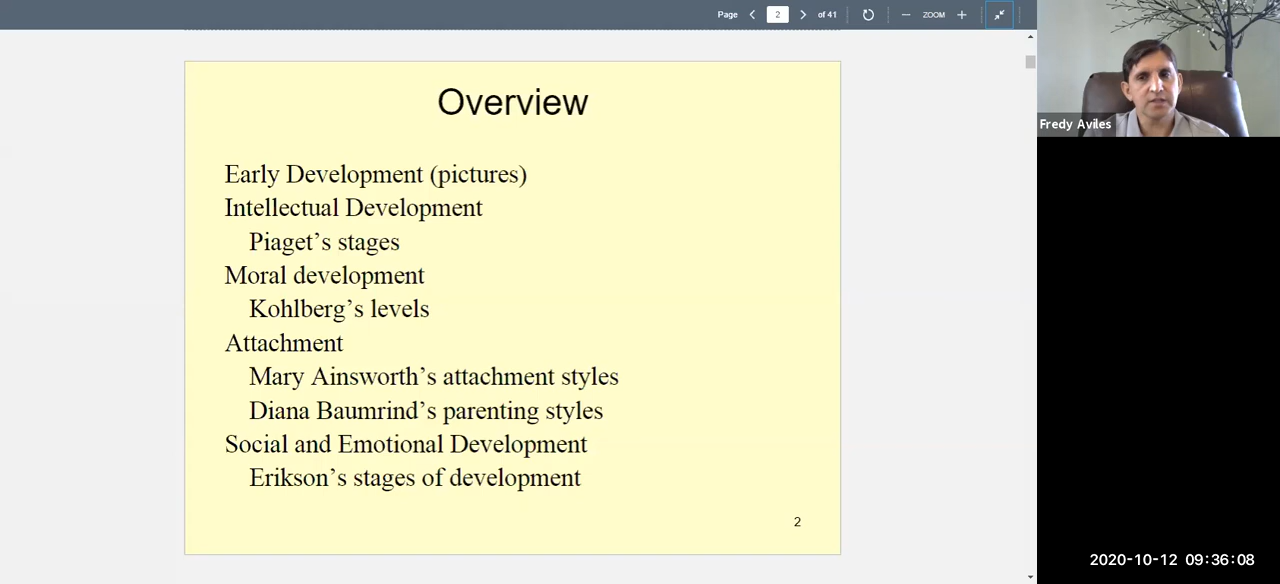 Page 2 of 41 ZOOM
Overview
Early Development (pictures)
Intellectual Development
Piaget’s stages
Moral development
Kohlberg’s levels
Attachment
Mary Ainsworth’s attachment styles
Diana Baumrind’s parenting styles
Social and Emotional Development
Erikson’s stages of development
2
Fredy Aviles
2020-10-12 09:36:08